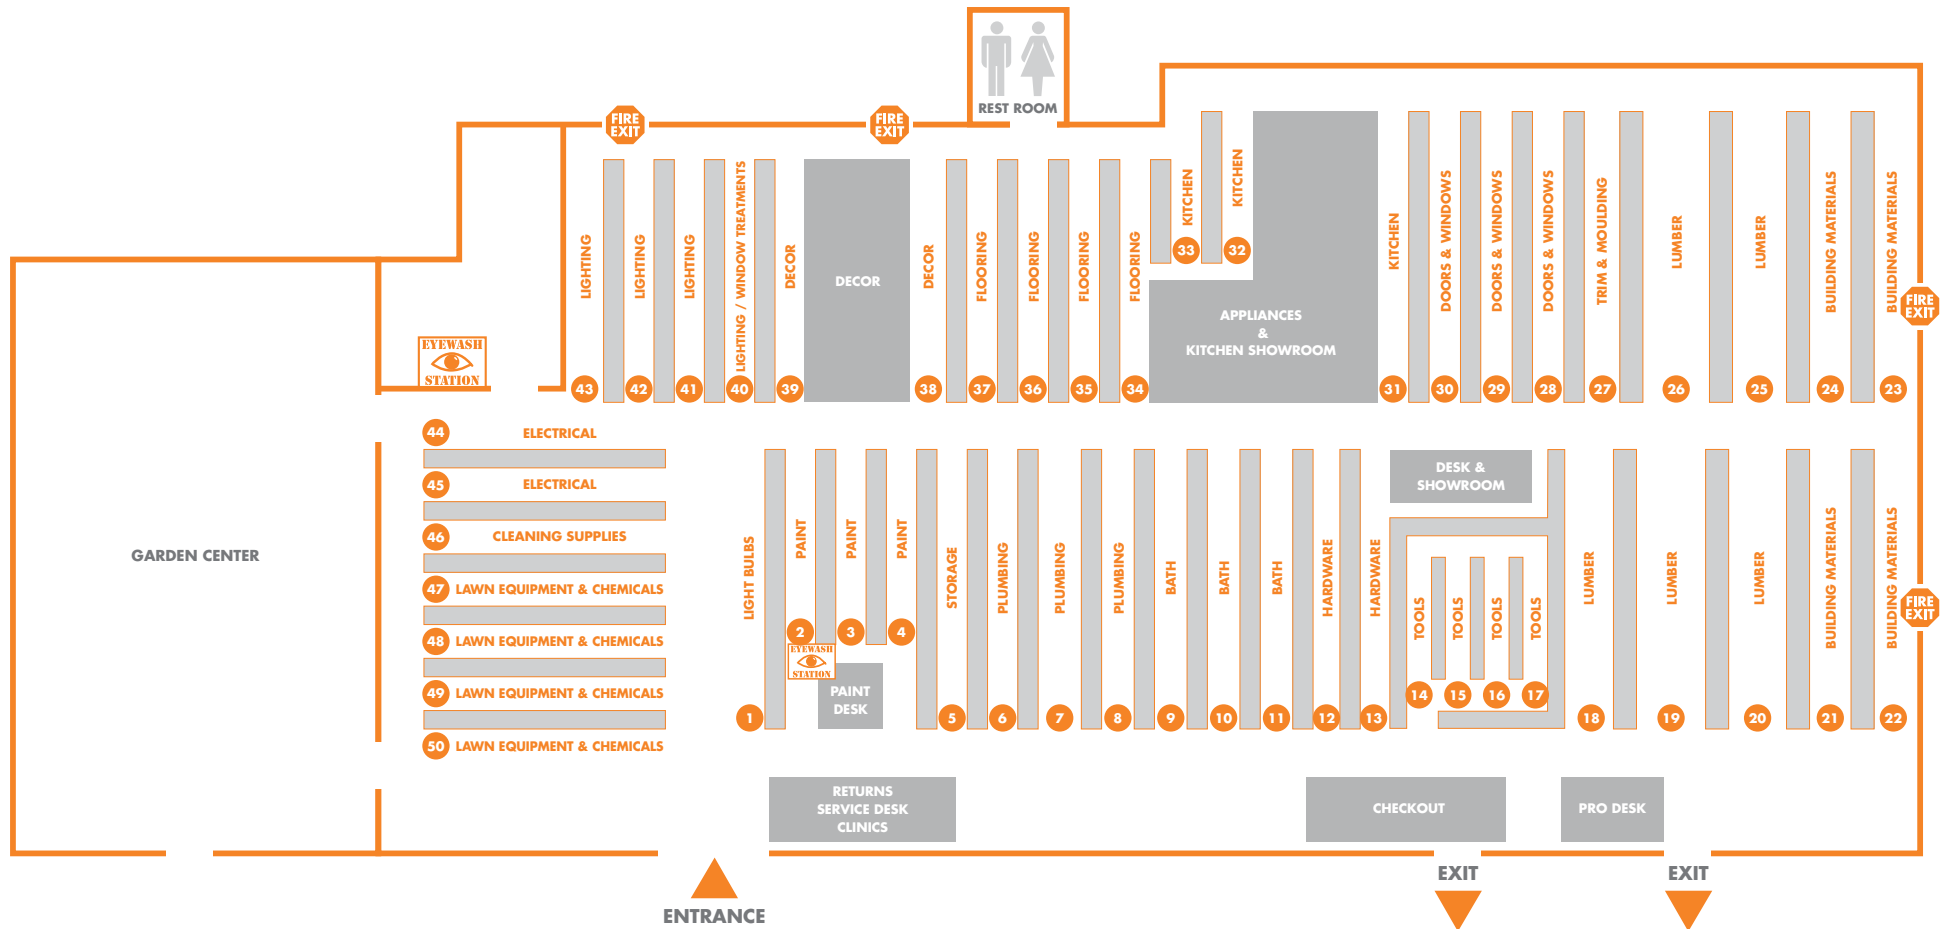 REST ROOM
FIRE
EXIT
FIRE
EXIT
LIGHTING
43
LIGHTING
42
LIGHTING
41
LIGHTING / WINDOW TREATMENTS
40
DECOR
39
DECOR
DECOR
38
FLOORING
37
FLOORING
36
FLOORING
35
FLOORING
34
KITCHEN
33
KITCHEN
32
APPLIANCES
&
KITCHEN SHOWROOM
KITCHEN
31
DOORS & WINDOWS
30
DOORS & WINDOWS
29
DOORS & WINDOWS
28
TRIM & MOULDING
27
LUMBER
26
LUMBER
25
BUILDING MATERIALS
24
BUILDING MATERIALS
23
FIRE
EXIT
EYEWASH
STATION
GARDEN CENTER
44 ELECTRICAL
45 ELECTRICAL
46 CLEANING SUPPLIES
47 LAWN EQUIPMENT & CHEMICALS
48 LAWN EQUIPMENT & CHEMICALS
49 LAWN EQUIPMENT & CHEMICALS
50 LAWN EQUIPMENT & CHEMICALS
LIGHT BULBS
1
PAINT
2
EYEWASH
STATION
PAINT
3
PAINT
4
PAINT
DESK
STORAGE
5
PLUMBING
6
PLUMBING
7
PLUMBING
8
BATH
9
BATH
10
BATH
11
HARDWARE
12
HARDWARE
13
DESK &
SHOWROOM
TOOLS
14
TOOLS
15
TOOLS
16
TOOLS
17
LUMBER
18
LUMBER
19
LUMBER
20
BUILDING MATERIALS
21
BUILDING MATERIALS
22
FIRE
EXIT
RETURNS
SERVICE DESK
CLINICS
CHECKOUT
PRO DESK
ENTRANCE
EXIT
EXIT